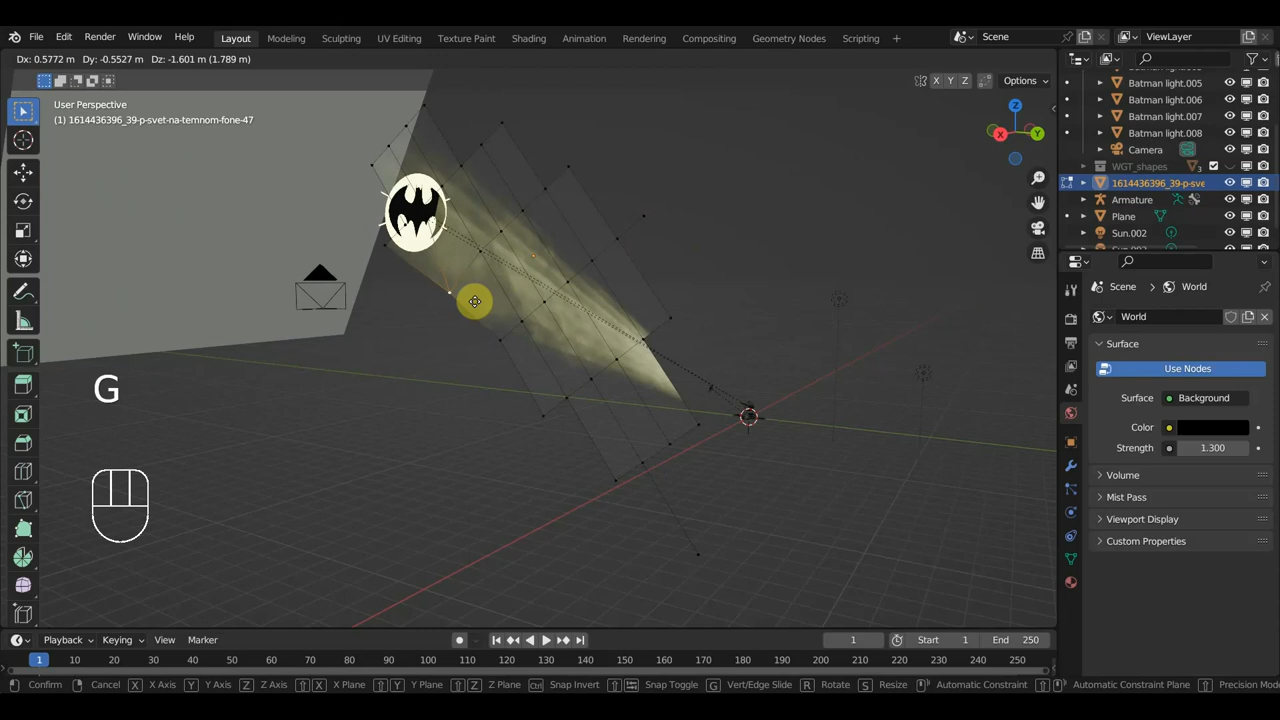 File Edit Render Window Help Layout Modeling Sculpting UV Editing Texture Paint Shading Animation Rendering Compositing Geometry Nodes Scripting + Scene ViewLayer
Dx: 0.5772 m Dy: -0.5527 m Dz: -1.601 m (1.789 m)
X Y Z Options
User Perspective
(1) 1614436396_39-p-svet-na-temnom-fone-47
Z
X
Y
G
Batman light.005
Batman light.006
Batman light.007
Batman light.008
Camera
WGT_shapes 3
1614436396_39-p-sve
Armature
Plane
Sun.002
Scene > World
World
Surface
Use Nodes
Surface Background
Color
Strength 1.300
Volume
Mist Pass
Viewport Display
Custom Properties
Playback Keying View Marker 1 Start 1 End 250
1 10 20 30 40 50 60 70 80 90 100 110 120 130 140 150 160 170 180 190 200 210 220 230 240 250
Confirm Cancel X X Axis Y Y Axis Z Z Axis X X Plane Y Y Plane Z Z Plane Ctrl Snap Invert Snap Toggle G Vert/Edge Slide R Rotate S Resize Automatic Constraint Automatic Constraint Plane Precision Mode